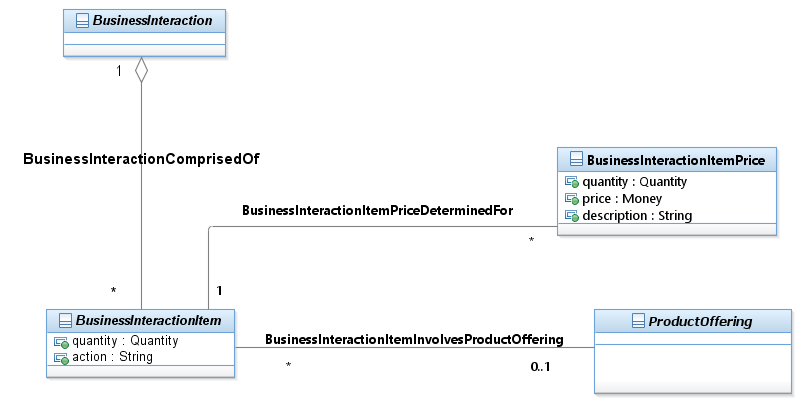 BusinessInteraction
1
BusinessInteractionComprisedOf
BusinessInteractionItemPrice
quantity : Quantity
price : Money
description : String
BusinessInteractionItemPriceDeterminedFor
*
* 1
BusinessInteractionItem
quantity : Quantity
action : String
BusinessInteractionItemInvolvesProductOffering
* 0..1
ProductOffering